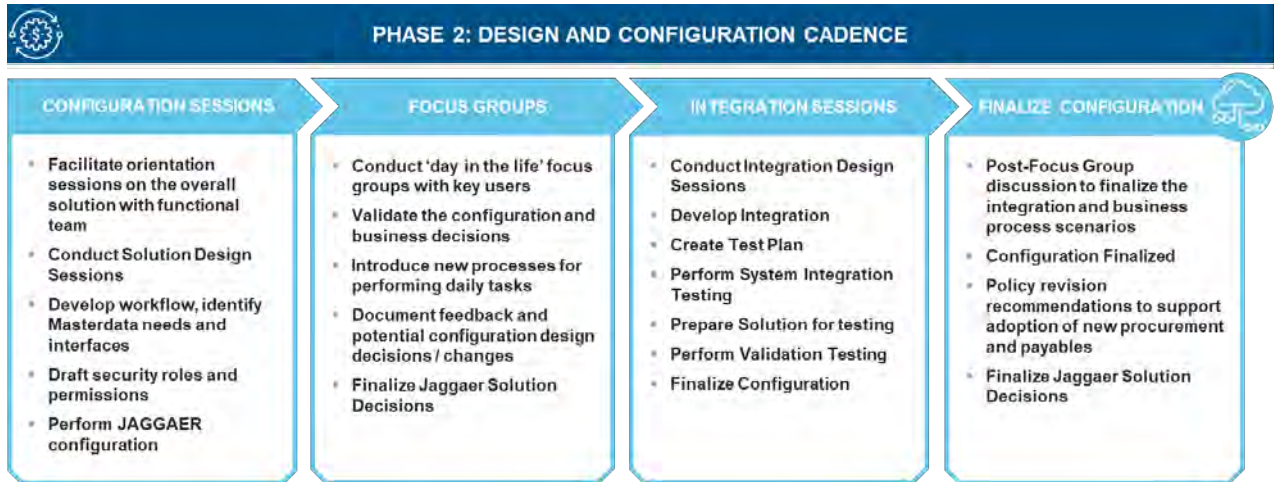 PHASE 2: DESIGN AND CONFIGURATION CADENCE
CONFIGURATION SESSIONS
Facilitate orientation
sessions on the overall
solution with functional
team
Conduct Solution Design
Sessions
Develop workflow, identify
Masterdata needs and
interfaces
Draft security roles and
permissions
Perform JAGGAER
configuration
FOCUS GROUPS
Conduct ‘day in the life’ focus
groups with key users
Validate the configuration and
business decisions
Introduce new processes for
performing daily tasks
Document feedback and
potential configuration design
decisions / changes
Finalize Jaggaer Solution
Decisions
INTEGRATION SESSIONS
Conduct Integration Design
Sessions
Develop Integration
Create Test Plan
Perform System Integration
Testing
Prepare Solution for testing
Perform Validation Testing
Finalize Configuration
FINALIZE CONFIGURATION
Post-Focus Group
discussion to finalize the
integration and business
process scenarios
Configuration Finalized
Policy revision
recommendations to support
adoption of new procurement
and payables
Finalize Jaggaer Solution
Decisions